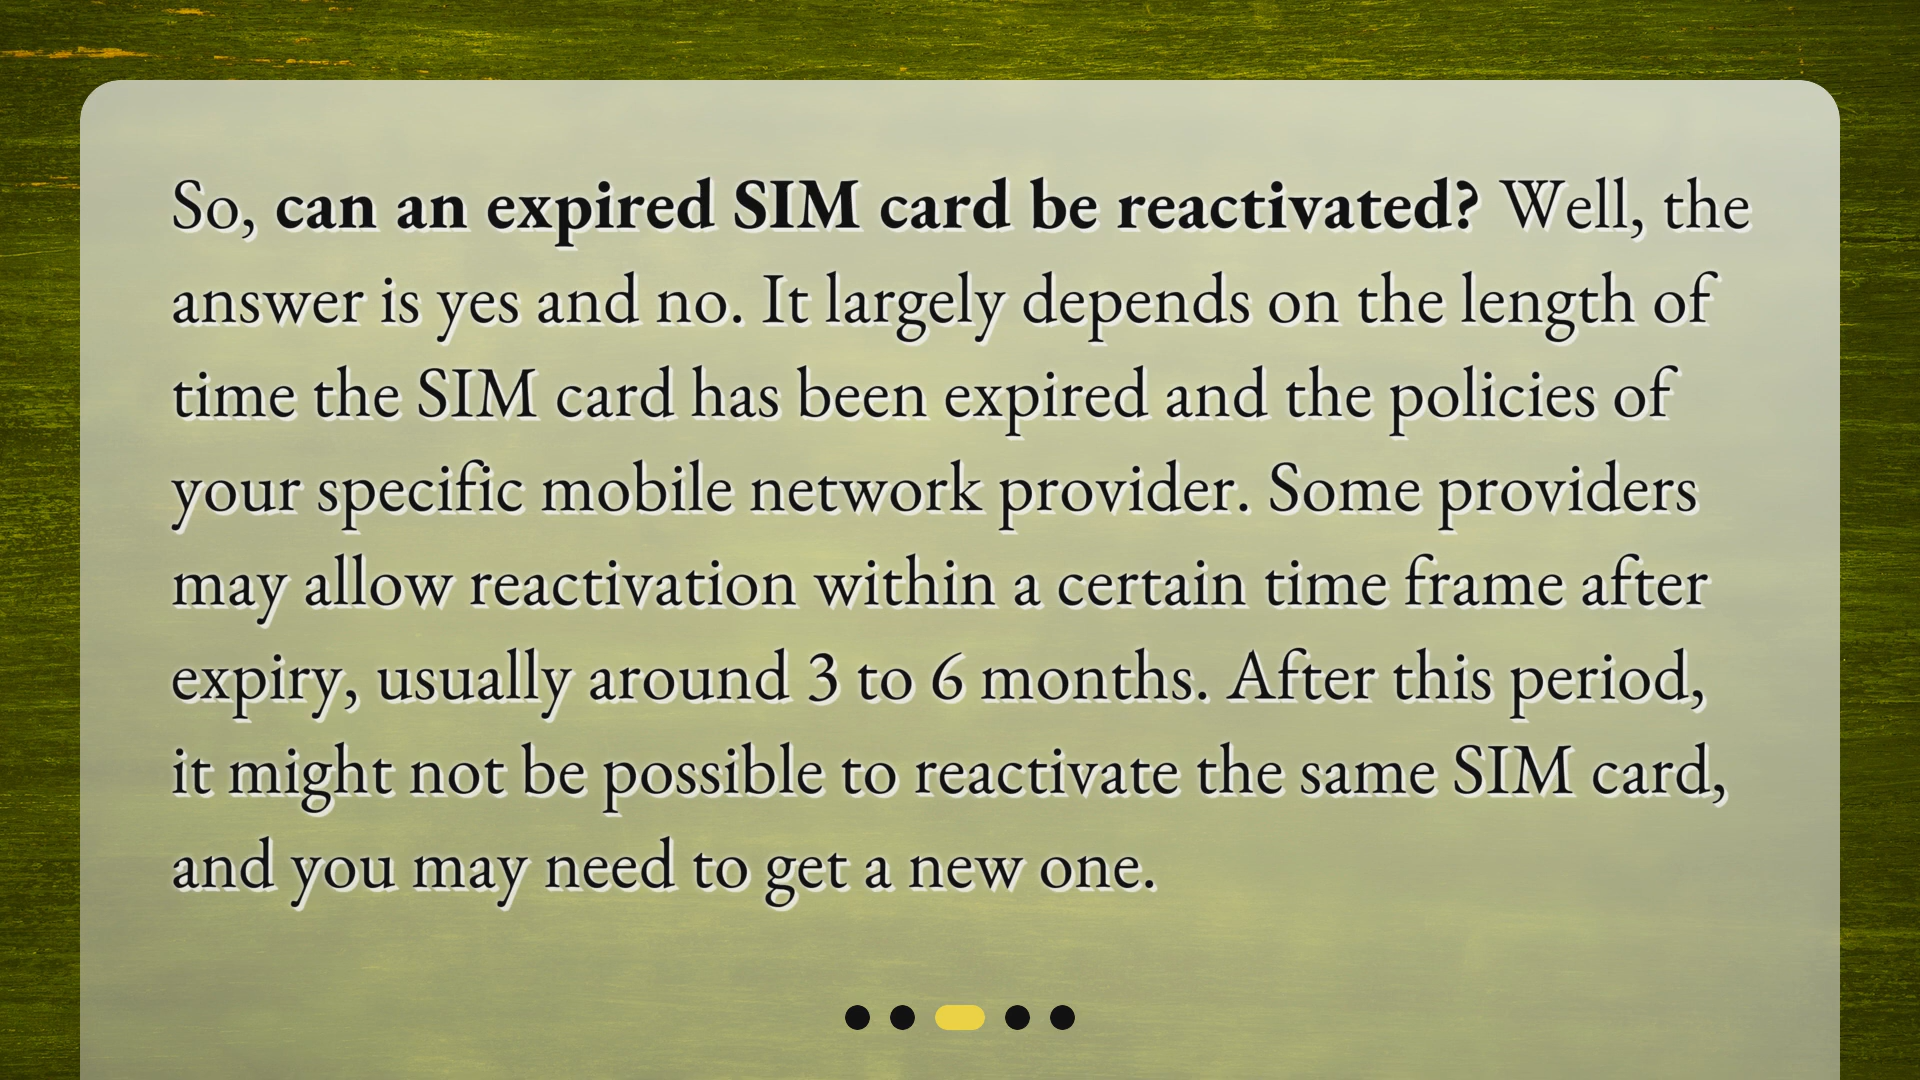 So, can an expired SIM card be reactivated? Well, the
answer is yes and no. It largely depends on the length of
time the SIM card has been expired and the policies of
your specific mobile network provider. Some providers
may allow reactivation within a certain time frame after
expiry, usually around 3 to 6 months. After this period,
it might not be possible to reactivate the same SIM card,
and you may need to get a new one.